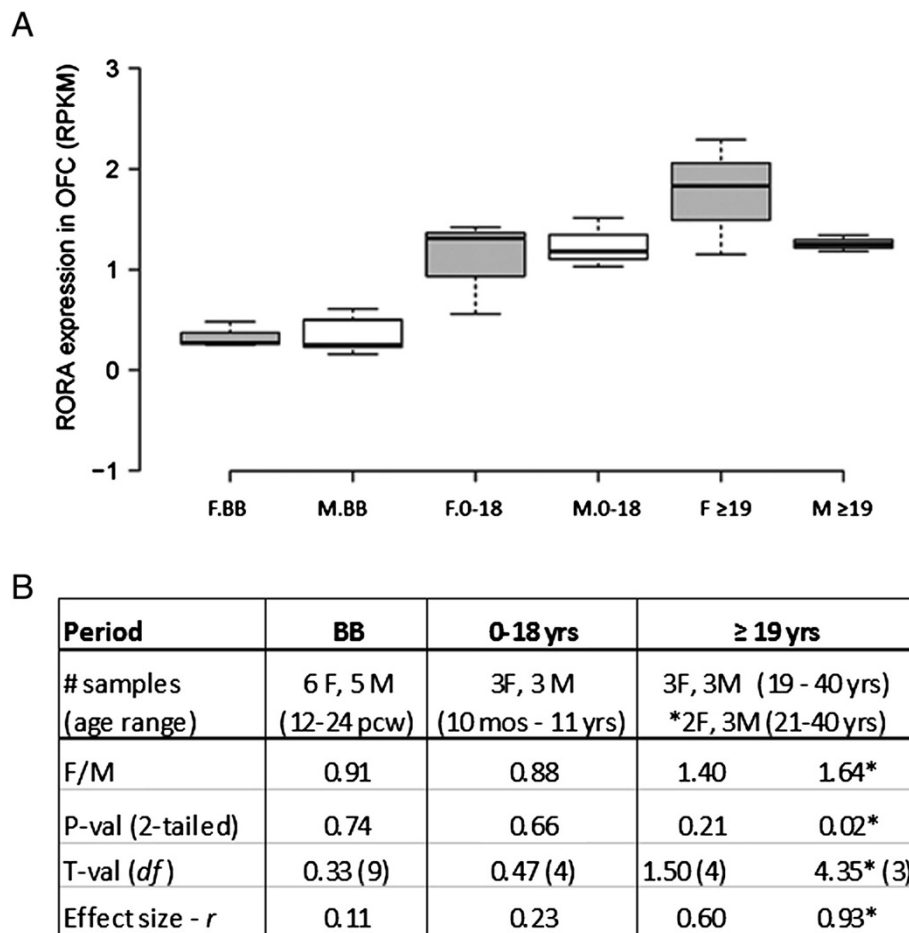 A
RORA expression in OFC (RPKM)
3
2
1
0
−1
F.BB M.BB F.0-18 M.0-18 F ≥19 M ≥19
B
Period BB 0-18 yrs ≥ 19 yrs
# samples 6 F, 5 M 3F, 3 M 3F, 3M (19 - 40 yrs)
(age range) (12-24 pcw) (10 mos - 11 yrs) *2F, 3M (21-40 yrs)
F/M 0.91 0.88 1.40 1.64*
P-val (2-tailed) 0.74 0.66 0.21 0.02*
T-val (df) 0.33 (9) 0.47 (4) 1.50 (4) 4.35* (3)
Effect size - r 0.11 0.23 0.60 0.93*